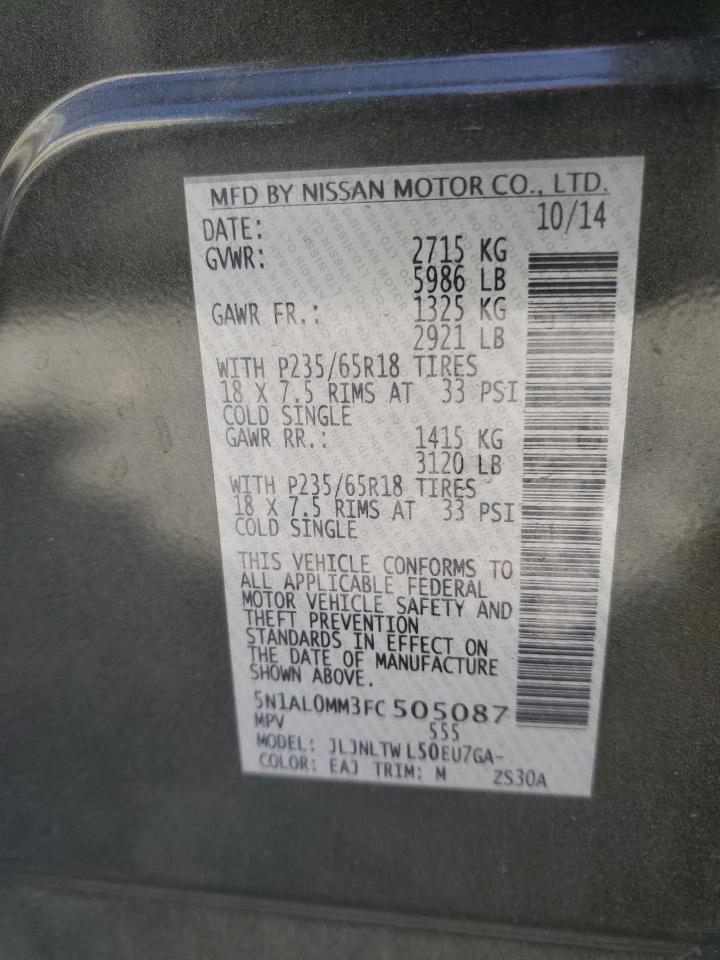 MFD BY NISSAN MOTOR CO., LTD.
DATE: 10/14
GVWR: 2715 KG
5986 LB
GAWR FR.: 1325 KG
2921 LB
WITH P235/65R18 TIRES
18 X 7.5 RIMS AT 33 PSI
COLD SINGLE
GAWR RR.: 1415 KG
3120 LB
WITH P235/65R18 TIRES
18 X 7.5 RIMS AT 33 PSI
COLD SINGLE
THIS VEHICLE CONFORMS TO
ALL APPLICABLE FEDERAL
MOTOR VEHICLE SAFETY AND
THEFT PREVENTION
STANDARDS IN EFFECT ON
THE DATE OF MANUFACTURE
SHOWN ABOVE.
5N1AL0MM3FC505087
MPV 555
MODEL: JLJNLTWL50EU7GA-
COLOR: EAJ TRIM: M ZS30A